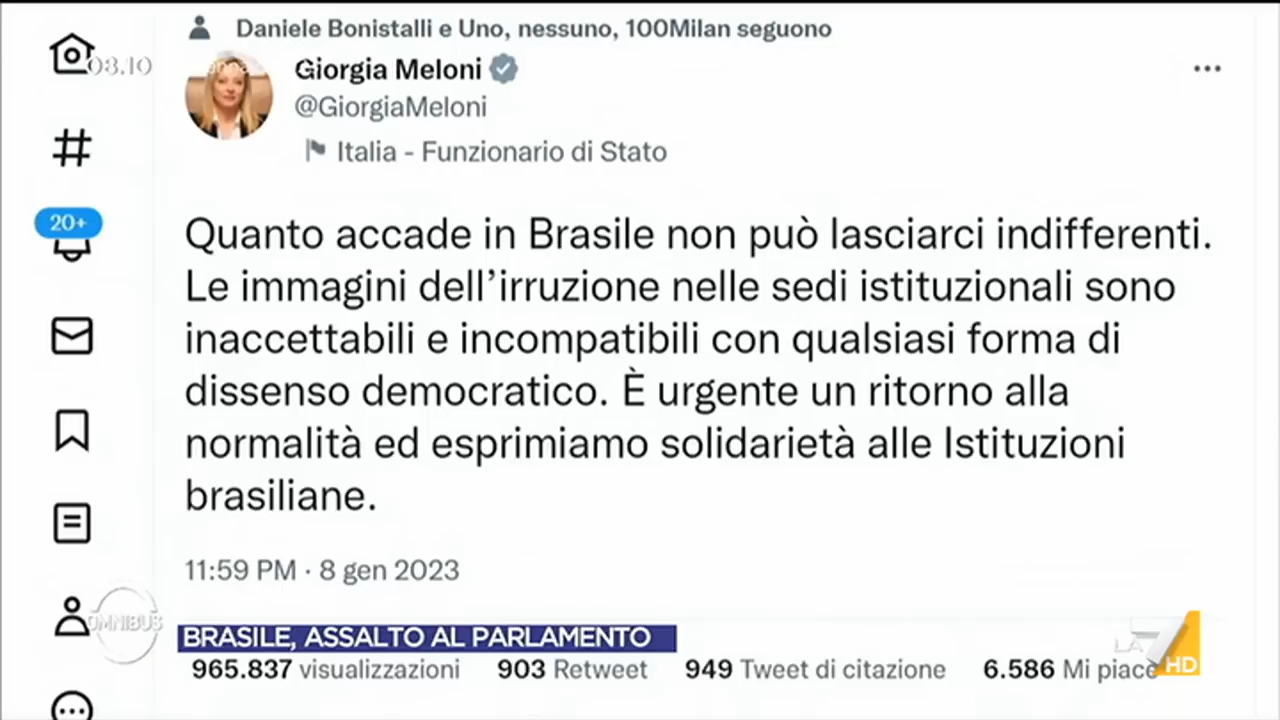 Daniele Bonistalli e Uno, nessuno, 100Milan seguono
08.10
Giorgia Meloni
@GiorgiaMeloni
Italia - Funzionario di Stato
20+
Quanto accade in Brasile non può lasciarci indifferenti.
Le immagini dell’irruzione nelle sedi istituzionali sono
inaccettabili e incompatibili con qualsiasi forma di
dissenso democratico. È urgente un ritorno alla
normalità ed esprimiamo solidarietà alle Istituzioni
brasiliane.
11:59 PM · 8 gen 2023
OMNIBUS
BRASILE, ASSALTO AL PARLAMENTO
LA 7 HD
965.837 visualizzazioni 903 Retweet 949 Tweet di citazione 6.586 Mi piace